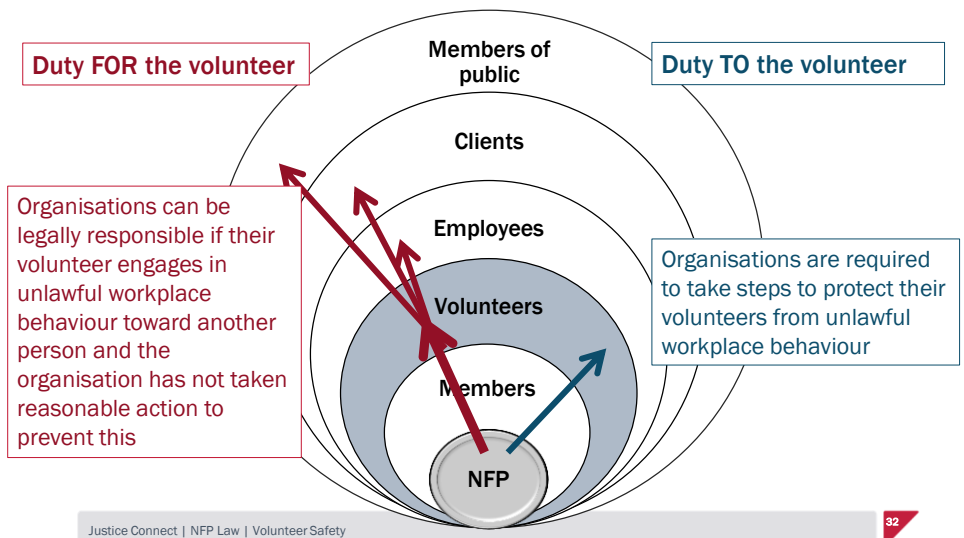 Duty FOR the volunteer
Members of
public
Duty TO the volunteer
Clients
Organisations can be
legally responsible if their
volunteer engages in
unlawful workplace
behaviour toward another
person and the
organisation has not taken
reasonable action to
prevent this
Employees
Organisations are required
to take steps to protect their
volunteers from unlawful
workplace behaviour
Volunteers
Members
NFP
Justice Connect | NFP Law | Volunteer Safety
32